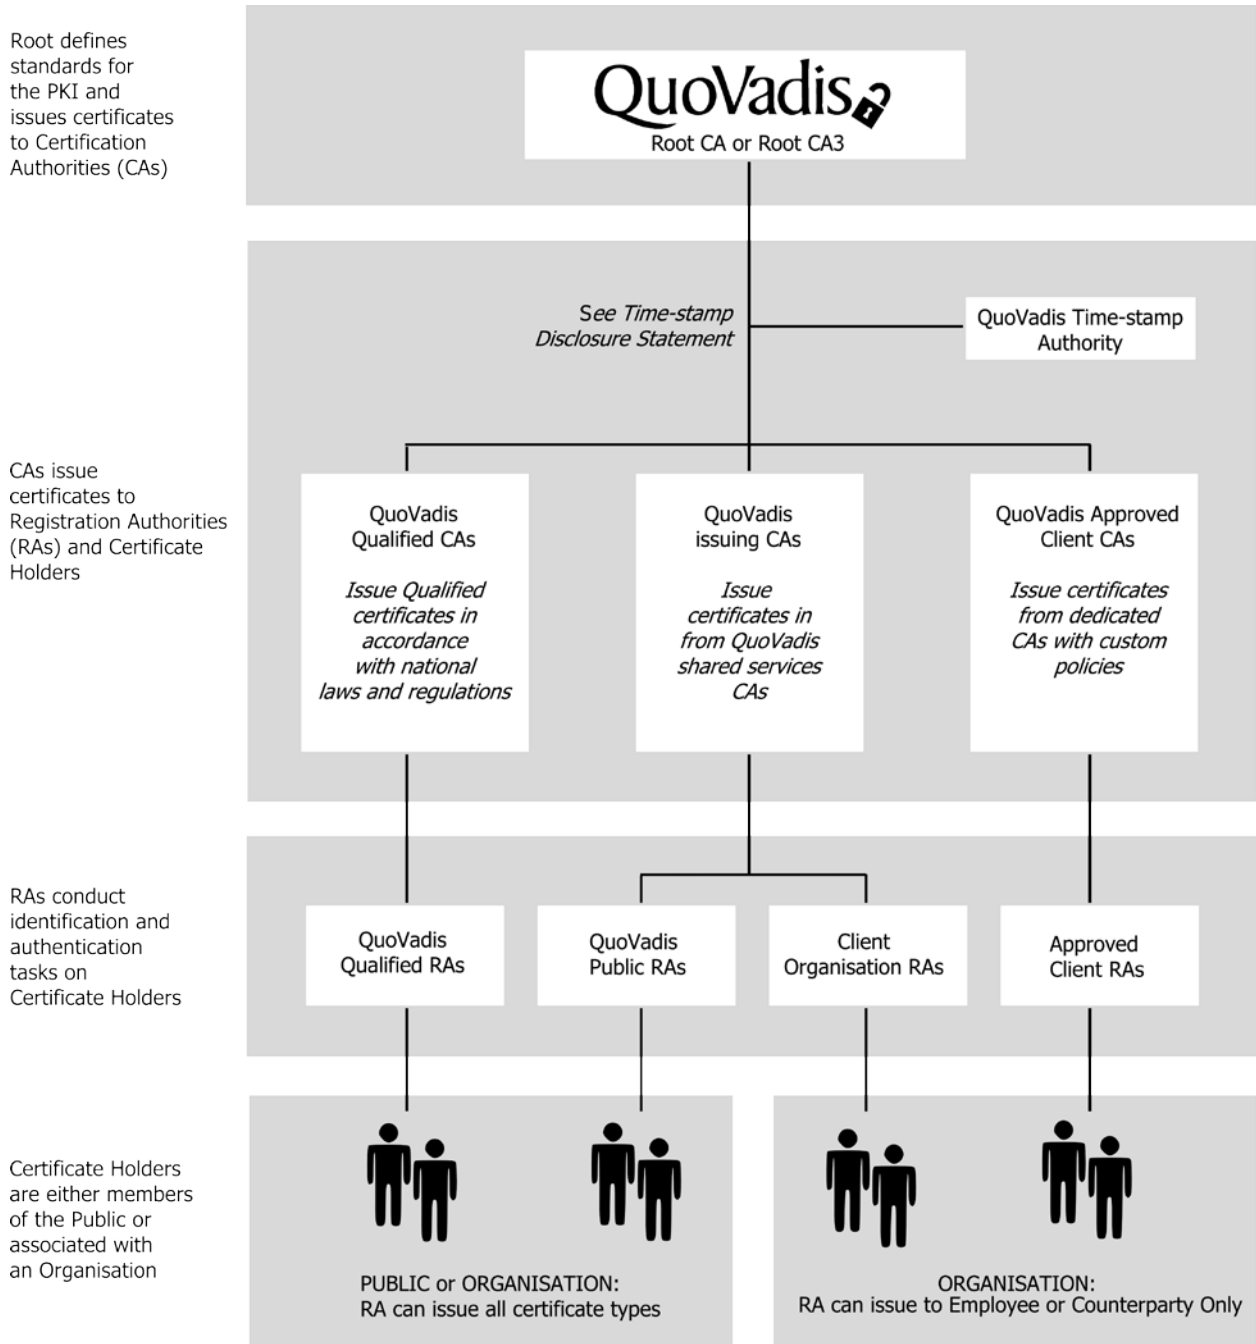 Root defines
standards for
the PKI and
issues certificates
to Certification
Authorities (CAs)
QuoVadis
Root CA or Root CA3
See Time-stamp
Disclosure Statement
QuoVadis Time-stamp
Authority
CAs issue
certificates to
Registration Authorities
(RAs) and Certificate
Holders
QuoVadis
Qualified CAs
Issue Qualified
certificates in
accordance
with national
laws and regulations
QuoVadis
issuing CAs
Issue
certificates in
from QuoVadis
shared services
CAs
QuoVadis Approved
Client CAs
Issue certificates
from dedicated
CAs with custom
policies
RAs conduct
identification and
authentication
tasks on
Certificate Holders
QuoVadis
Qualified RAs
QuoVadis
Public RAs
Client
Organisation RAs
Approved
Client RAs
Certificate Holders
are either members
of the Public or
associated with
an Organisation
PUBLIC or ORGANISATION:
RA can issue all certificate types
ORGANISATION:
RA can issue to Employee or Counterparty Only